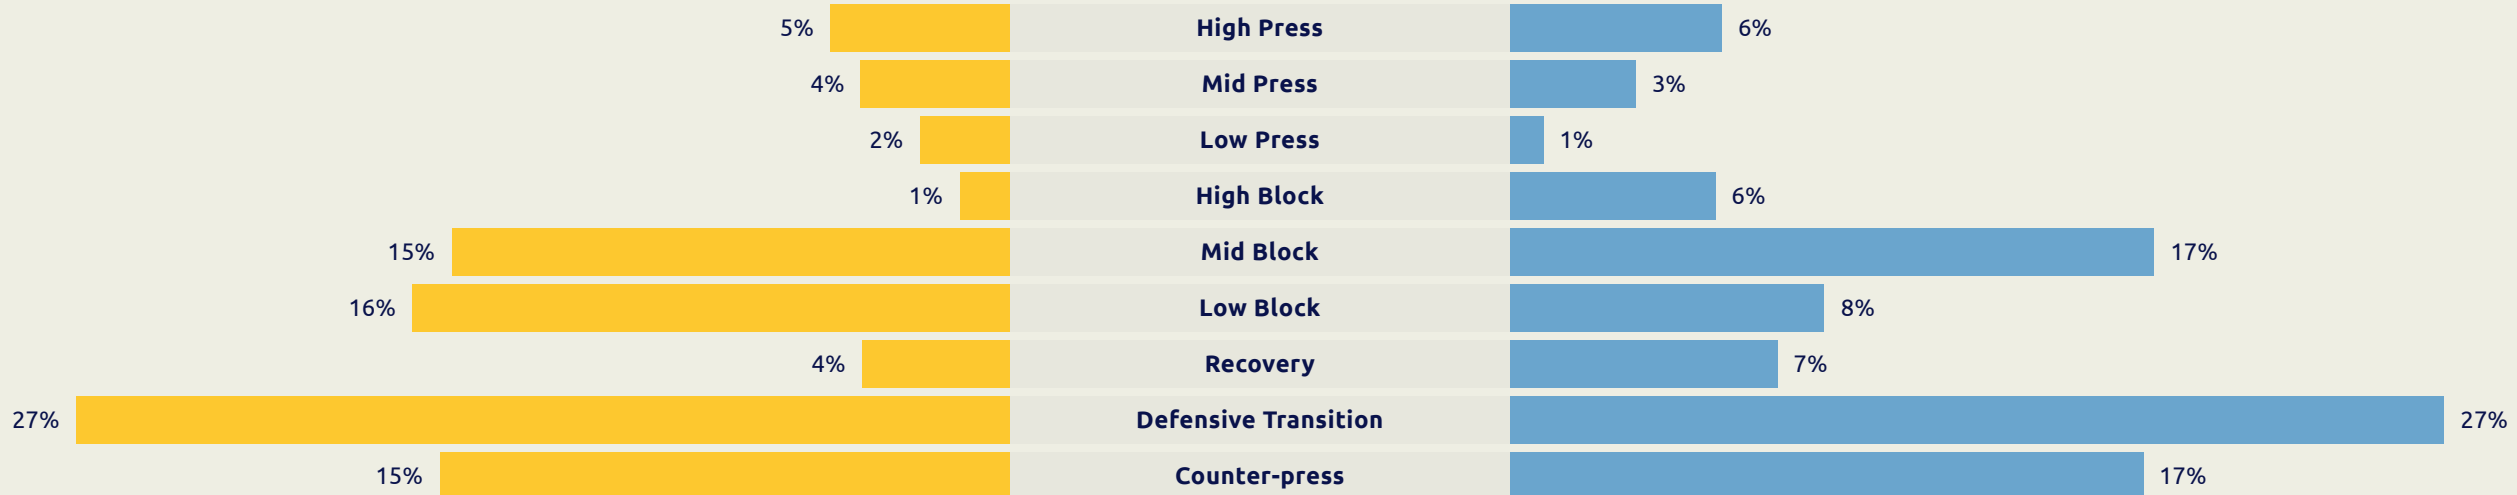 5% High Press 6%
4% Mid Press 3%
2% Low Press 1%
1% High Block 6%
15% Mid Block 17%
16% Low Block 8%
4% Recovery 7%
27% Defensive Transition 27%
15% Counter-press 17%